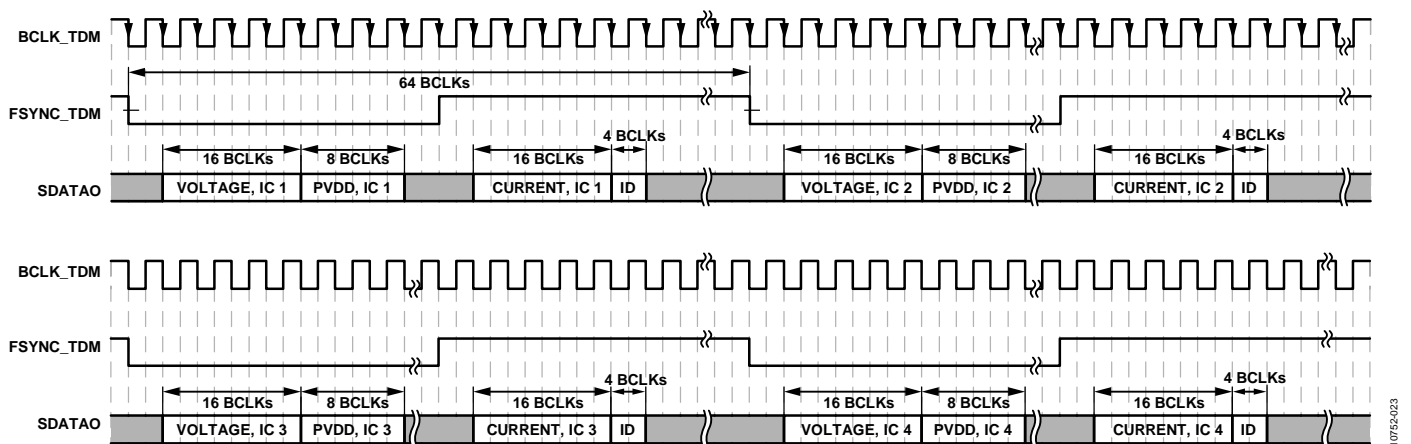 BCLK_TDM
64 BCLKs
FSYNC_TDM
4 BCLKs 4 BCLKs
16 BCLKs 8 BCLKs 16 BCLKs 16 BCLKs 8 BCLKs 16 BCLKs
SDATAO VOLTAGE, IC 1 PVDD, IC 1 CURRENT, IC 1 ID VOLTAGE, IC 2 PVDD, IC 2 CURRENT, IC 2 ID
BCLK_TDM
FSYNC_TDM
4 BCLKs 4 BCLKs
16 BCLKs 8 BCLKs 16 BCLKs 16 BCLKs 8 BCLKs 16 BCLKs
SDATAO VOLTAGE, IC 3 PVDD, IC 3 CURRENT, IC 3 ID VOLTAGE, IC 4 PVDD, IC 4 CURRENT, IC 4 ID